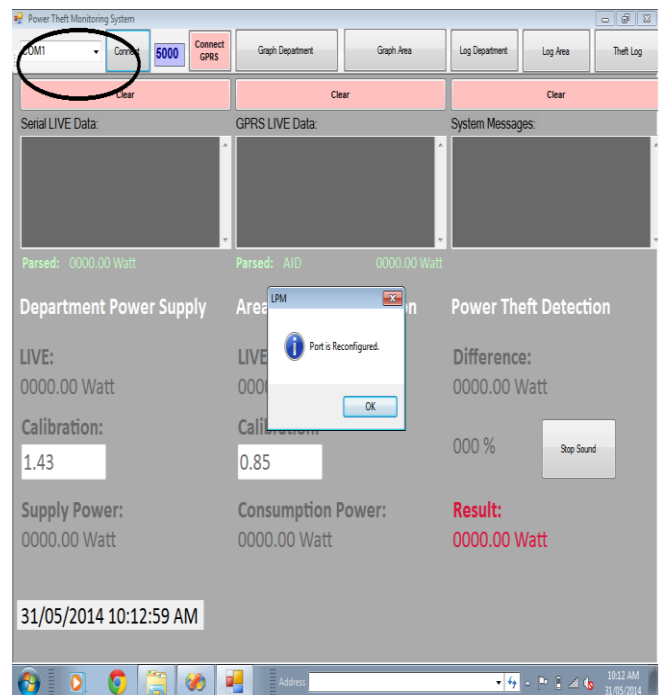 Power Theft Monitoring System
COM1
Connect
5000
Connect GPRS
Graph Depatment
Graph Area
Log Depatment
Log Area
Theft Log
Clear
Clear
Clear
Serial LIVE Data:
GPRS LIVE Data:
System Messages:
Parsed: 0000.00 Watt
Parsed: AID 0000.00 Watt
Department Power Supply
Area
n
Power Theft Detection
LPM
Port is Reconfigured.
OK
LIVE:
LIVE
Difference:
0000.00 Watt
000
0000.00 Watt
Calibration:
1.43
0.85
000 %
Stop Sound
Supply Power:
Consumption Power:
Result:
0000.00 Watt
0000.00 Watt
0000.00 Watt
31/05/2014 10:12:59 AM
Address
10:12 AM
31/05/2014